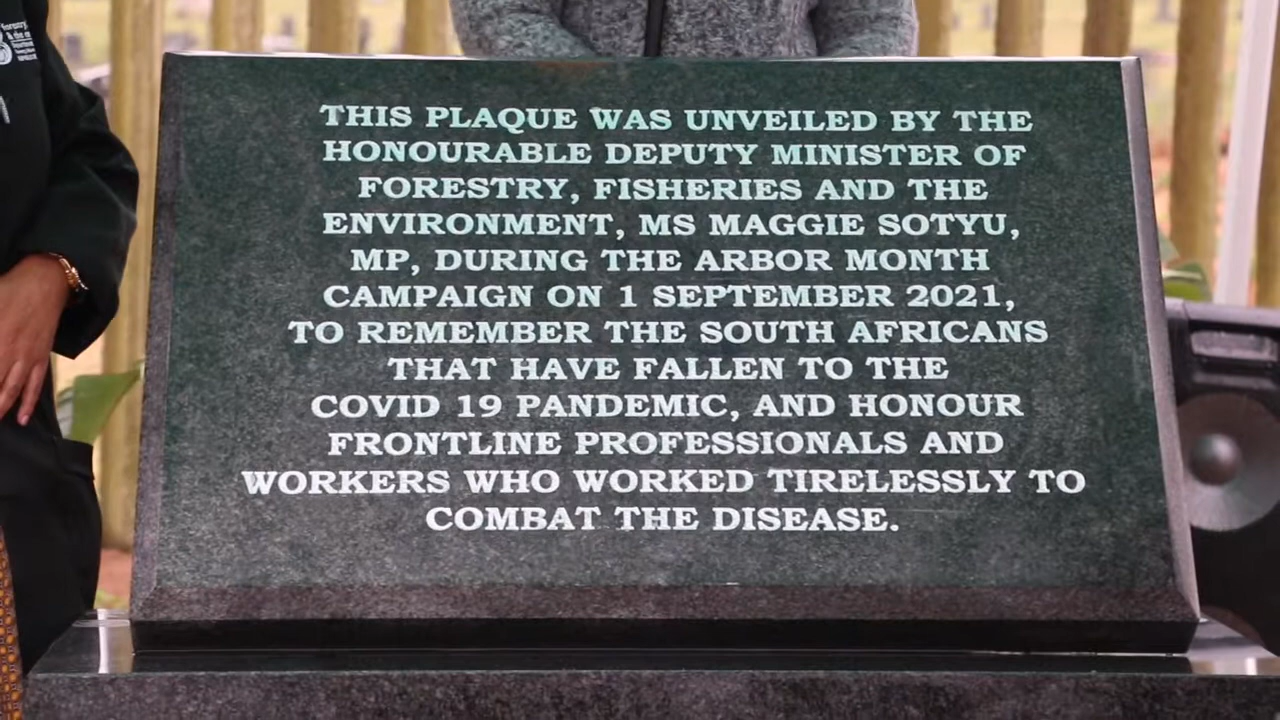 THIS PLAQUE WAS UNVEILED BY THE
HONOURABLE DEPUTY MINISTER OF
FORESTRY, FISHERIES AND THE
ENVIRONMENT, MS MAGGIE SOTYU,
MP, DURING THE ARBOR MONTH
CAMPAIGN ON 1 SEPTEMBER 2021,
TO REMEMBER THE SOUTH AFRICANS
THAT HAVE FALLEN TO THE
COVID 19 PANDEMIC, AND HONOUR
FRONTLINE PROFESSIONALS AND
WORKERS WHO WORKED TIRELESSLY TO
COMBAT THE DISEASE.